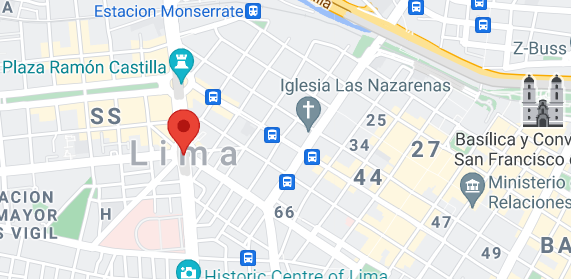 Estacion Monserrate
Z-Buss
Plaza Ramón Castilla
Iglesia Las Nazarenas
SS
25
Basílica y Conv
San Francisco
Lima
34
27
44
Ministerio
Relaciones
ACION
MAYOR
S VIGIL
H
66
47
49
BA
Historic Centre of Lima